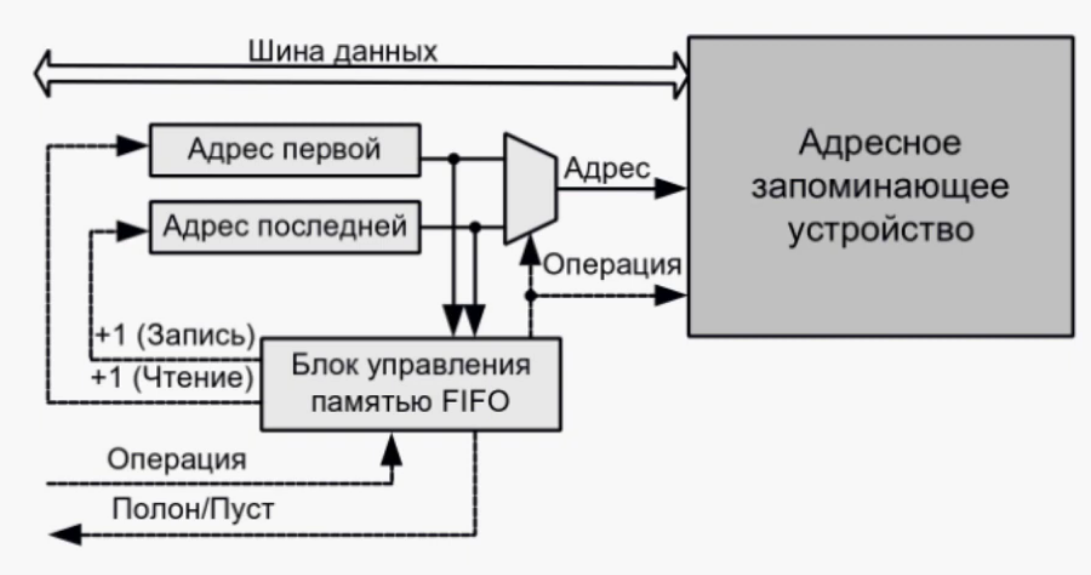 Шина данных
Адрес первой
Адрес
Адресное
запоминающее
устройство
Адрес последней
Операция
+1 (Запись)
+1 (Чтение)
Блок управления
памятью FIFO
Операция
Полон/Пуст